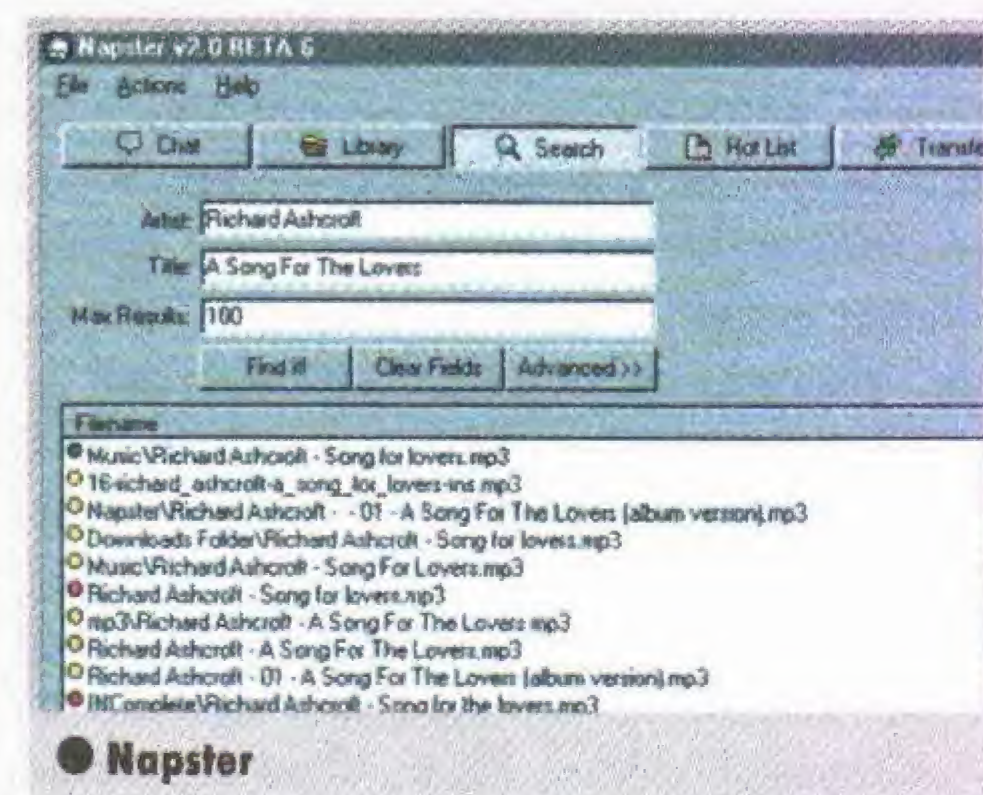 Napster v2.0 BETA 6
File Actions Help
Chat Library Search Hot List Transfe
Artist: Richard Ashcroft
Title: A Song For The Lovers
Max Results: 100
Find it! Clear Fields Advanced >>
Filename
Music\Richard Ashcroft - Song for lovers.mp3
16-richard_ashcroft-a_song_for_lovers-ins.mp3
Napster\Richard Ashcroft - - 01 - A Song For The Lovers (album version).mp3
Downloads Folder\Richard Ashcroft - Song for lovers.mp3
Music\Richard Ashcroft - Song For Lovers.mp3
Richard Ashcroft - Song for lovers.mp3
mp3\Richard Ashcroft - A Song For The Lovers.mp3
Richard Ashcroft - A Song For The Lovers.mp3
Richard Ashcroft - 01 - A Song For The Lovers (album version).mp3
INComplete\Richard Ashcroft - Song for the lovers.mp3
Napster